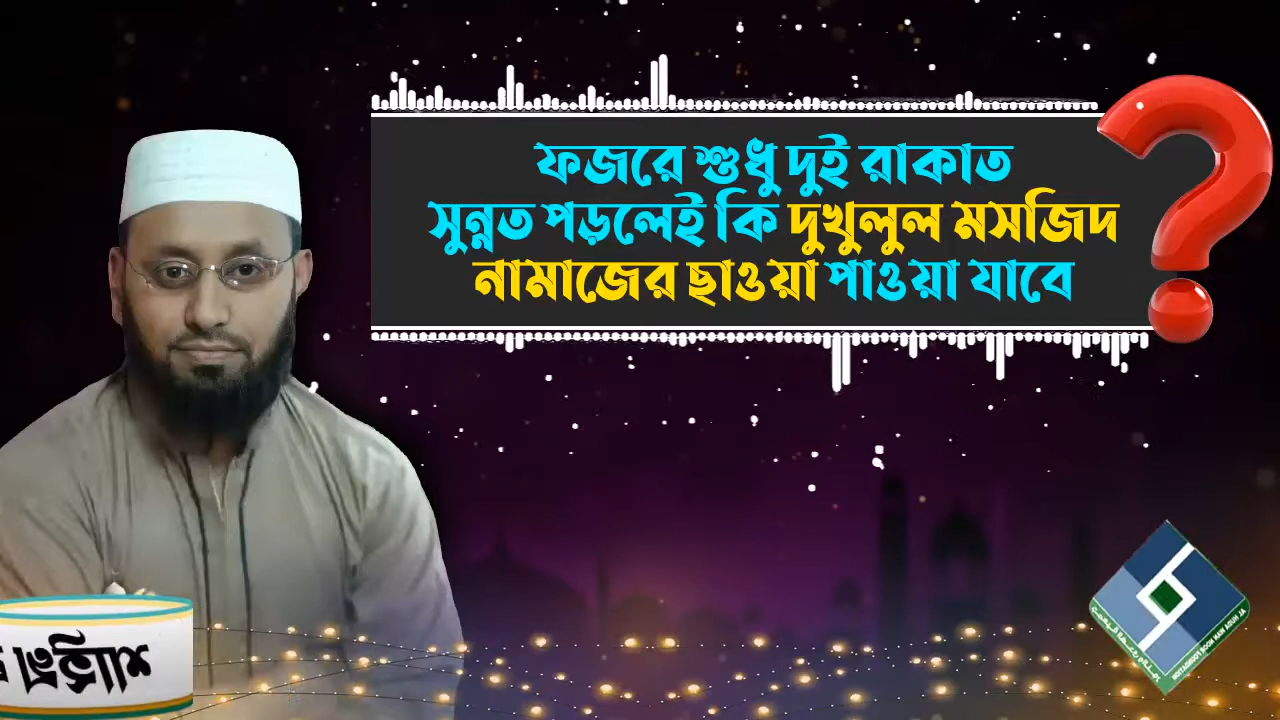 ফজরে শুধু দুই রাকাত
সুন্নত পড়লেই কি দুখুলুল মসজিদ
নামাজের ছাওয়া পাওয়া যাবে
?